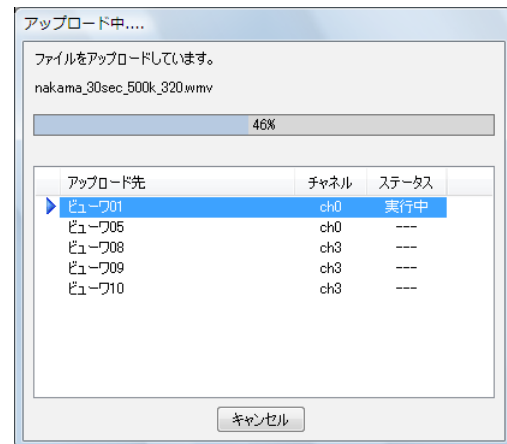 アップロード中....
ファイルをアップロードしています。
nakama_30sec_500k_320.wmv
46%
アップロード先 チャネル ステータス
ビューワ01 ch0 実行中
ビューワ05 ch0 ---
ビューワ08 ch3 ---
ビューワ09 ch3 ---
ビューワ10 ch3 ---
キャンセル